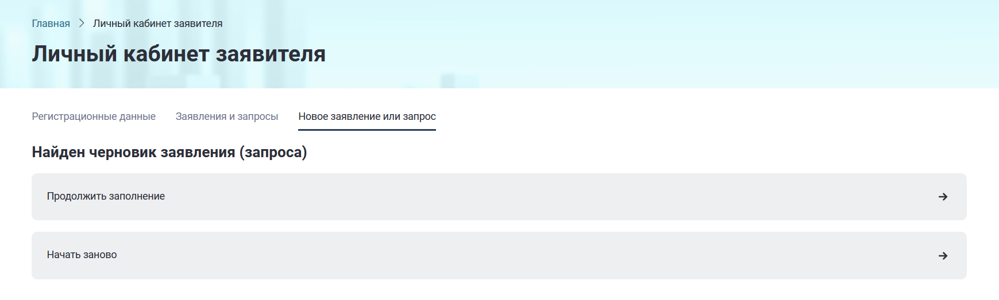 Главная > Личный кабинет заявителя
Личный кабинет заявителя
Регистрационные данные Заявления и запросы Новое заявление или запрос
Найден черновик заявления (запроса)
Продолжить заполнение →
Начать заново →